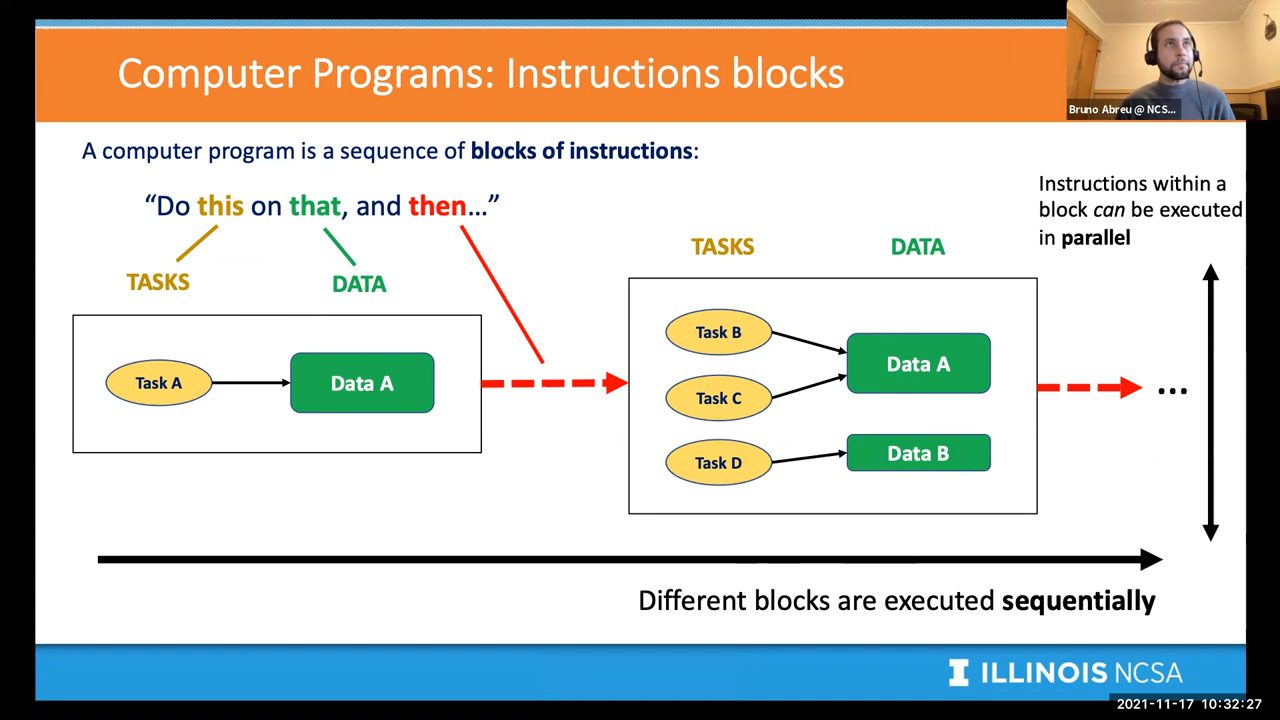 Computer Programs: Instructions blocks
Bruno Abreu @ NCS...
A computer program is a sequence of blocks of instructions:
“Do this on that, and then...”
TASKS
DATA
Task A
Data A
TASKS
DATA
Task B
Task C
Task D
Data A
Data B
...
Instructions within a
block can be executed
in parallel
Different blocks are executed sequentially
ILLINOIS NCSA
2021-11-17 10:32:27